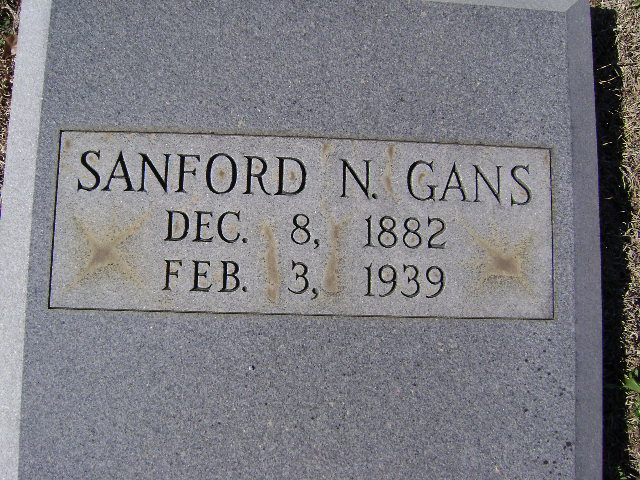 SANFORD N. GANS
DEC. 8, 1882
FEB. 3, 1939